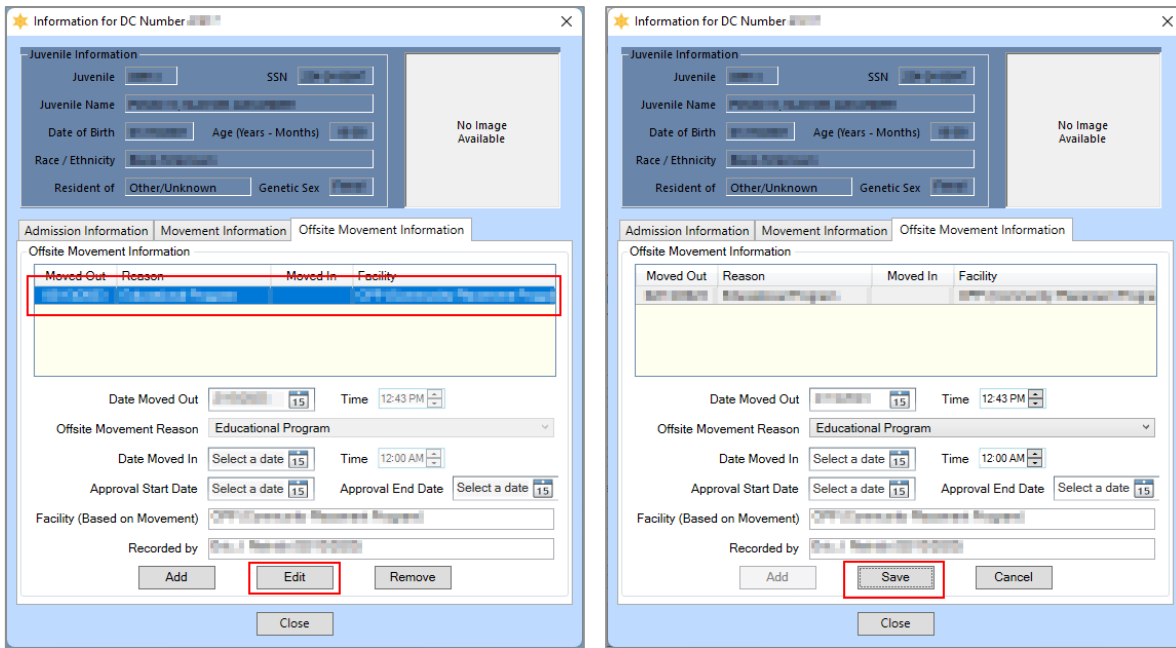 Information for DC Number
Juvenile Information
Juvenile SSN
Juvenile Name
Date of Birth Age (Years - Months)
Race / Ethnicity
Resident of Other/Unknown Genetic Sex
No Image
Available
Admission Information Movement Information Offsite Movement Information
Offsite Movement Information
Moved Out Reason Moved In Facility
Date Moved Out 15 Time 12:43 PM
Offsite Movement Reason Educational Program
Date Moved In Select a date 15 Time 12:00 AM
Approval Start Date Select a date 15 Approval End Date Select a date 15
Facility (Based on Movement)
Recorded by
Add Edit Remove
Close
Information for DC Number
Juvenile Information
Juvenile SSN
Juvenile Name
Date of Birth Age (Years - Months)
Race / Ethnicity
Resident of Other/Unknown Genetic Sex
No Image
Available
Admission Information Movement Information Offsite Movement Information
Offsite Movement Information
Moved Out Reason Moved In Facility
Date Moved Out 15 Time 12:43 PM
Offsite Movement Reason Educational Program
Date Moved In Select a date 15 Time 12:00 AM
Approval Start Date Select a date 15 Approval End Date Select a date 15
Facility (Based on Movement)
Recorded by
Add Save Cancel
Close